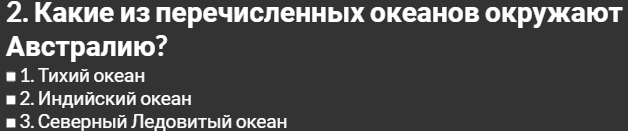 2. Какие из перечисленных океанов окружают
Австралию?
1. Тихий океан
2. Индийский океан
3. Северный Ледовитый океан